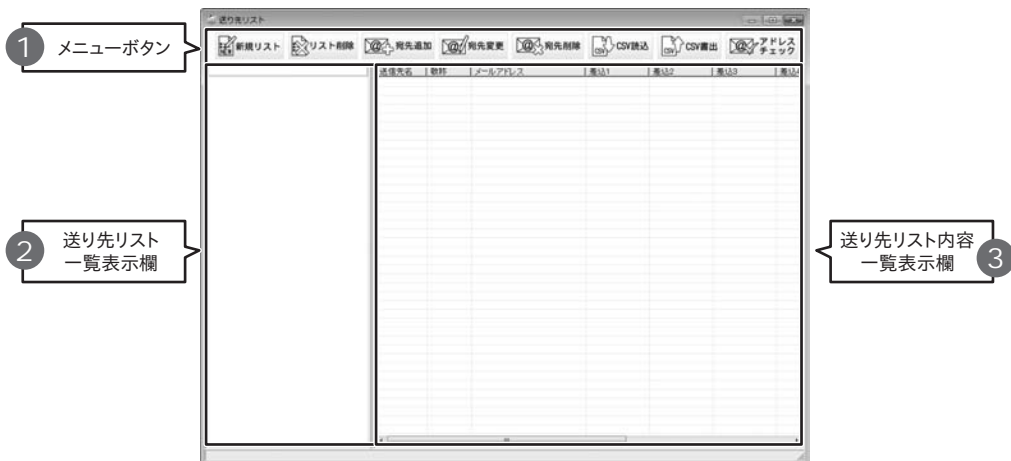 送り先リスト
1 メニューボタン
新規リスト リスト削除 宛先追加 宛先変更 宛先削除 CSV読込 CSV書出 アドレス
チェック
送信先名 敬称 メールアドレス 差込1 差込2 差込3 差込4
2 送り先リスト
一覧表示欄
送り先リスト内容
一覧表示欄 3